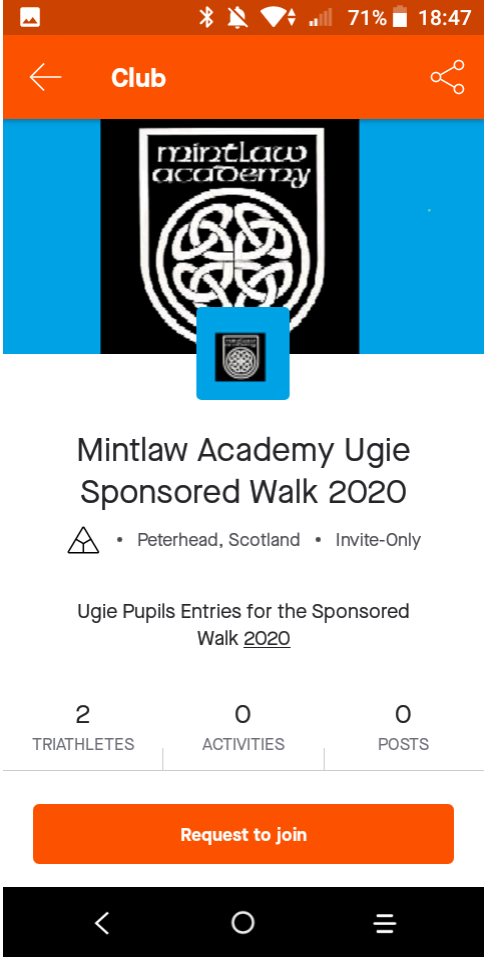 71% 18:47
Club
mintlaw
academy
Mintlaw Academy Ugie
Sponsored Walk 2020
• Peterhead, Scotland • Invite-Only
Ugie Pupils Entries for the Sponsored
Walk 2020
2 0 0
TRIATHLETES ACTIVITIES POSTS
Request to join